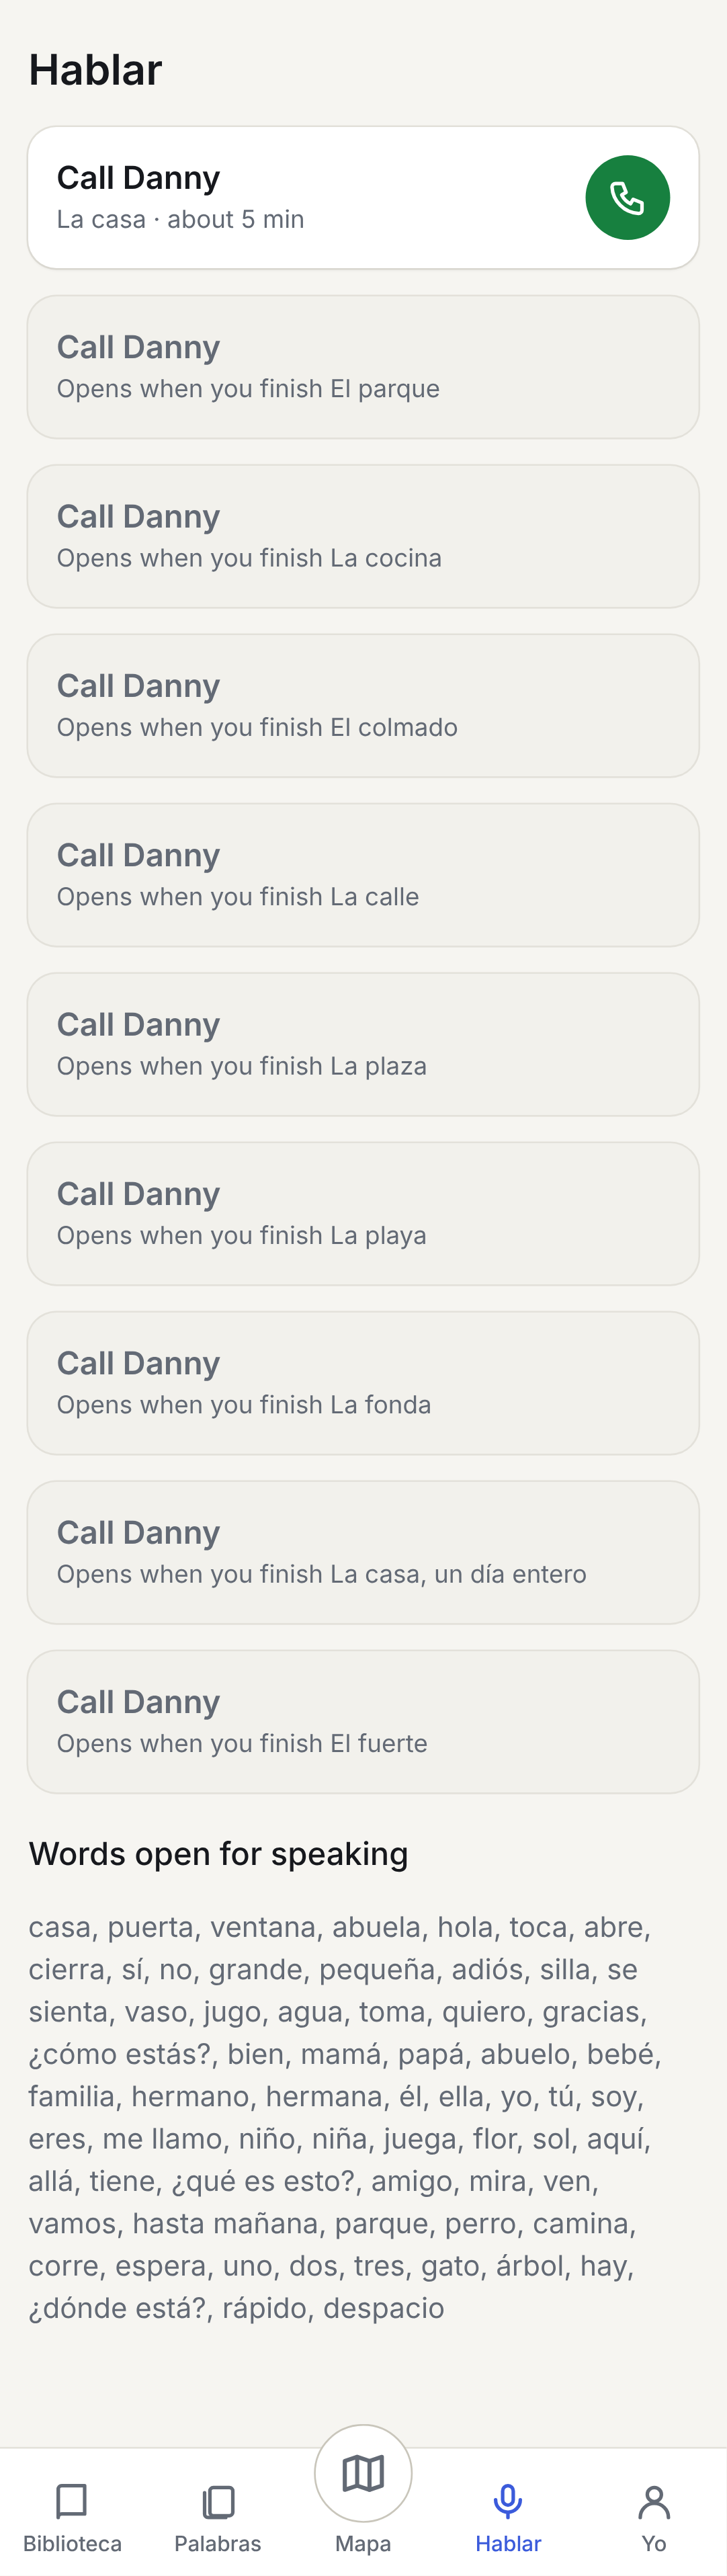 Hablar
Call Danny
La casa · about 5 min
Call Danny
Opens when you finish El parque
Call Danny
Opens when you finish La cocina
Call Danny
Opens when you finish El colmado
Call Danny
Opens when you finish La calle
Call Danny
Opens when you finish La plaza
Call Danny
Opens when you finish La playa
Call Danny
Opens when you finish La fonda
Call Danny
Opens when you finish La casa, un día entero
Call Danny
Opens when you finish El fuerte
Words open for speaking
casa, puerta, ventana, abuela, hola, toca, abre,
cierra, sí, no, grande, pequeña, adiós, silla, se
sienta, vaso, jugo, agua, toma, quiero, gracias,
¿cómo estás?, bien, mamá, papá, abuelo, bebé,
familia, hermano, hermana, él, ella, yo, tú, soy,
eres, me llamo, niño, niña, juega, flor, sol, aquí,
allá, tiene, ¿qué es esto?, amigo, mira, ven,
vamos, hasta mañana, parque, perro, camina,
corre, espera, uno, dos, tres, gato, árbol, hay,
¿dónde está?, rápido, despacio
Biblioteca
Palabras
Mapa
Hablar
Yo